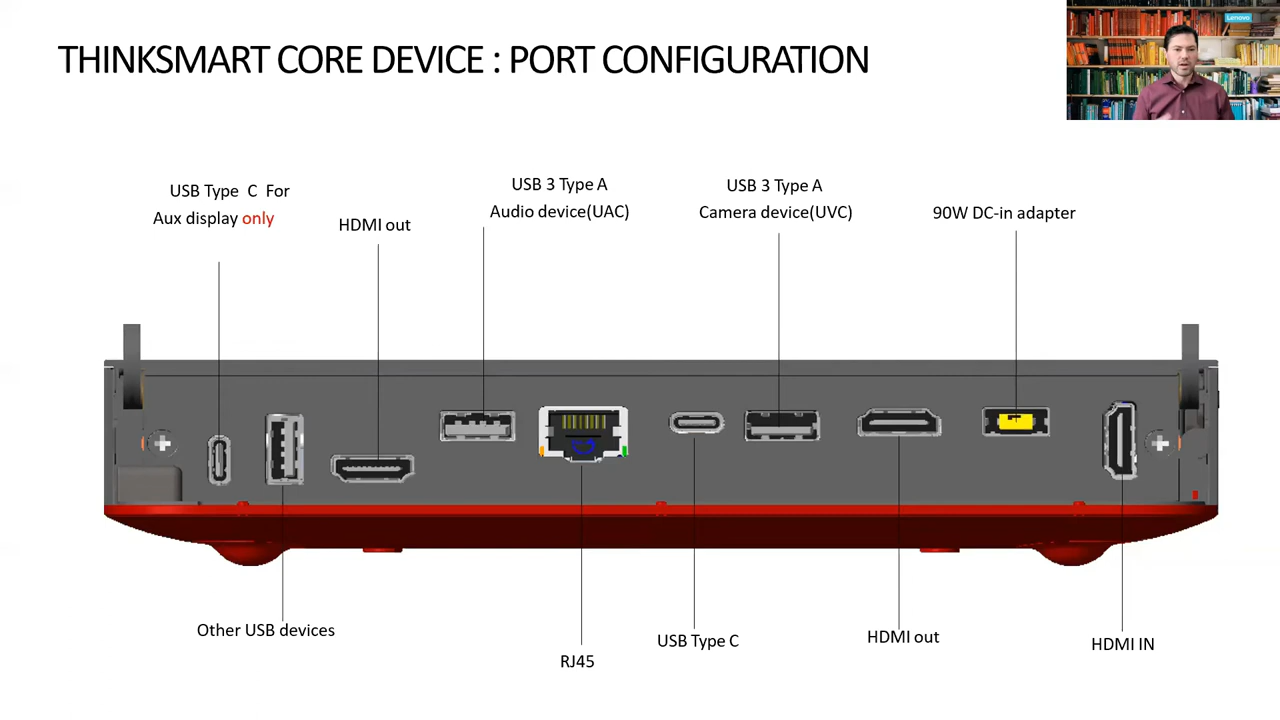 THINKSMART CORE DEVICE : PORT CONFIGURATION
Lenovo
USB Type C For
Aux display only
HDMI out
USB 3 Type A
Audio device(UAC)
USB 3 Type A
Camera device(UVC)
90W DC-in adapter
Other USB devices
RJ45
USB Type C
HDMI out
HDMI IN